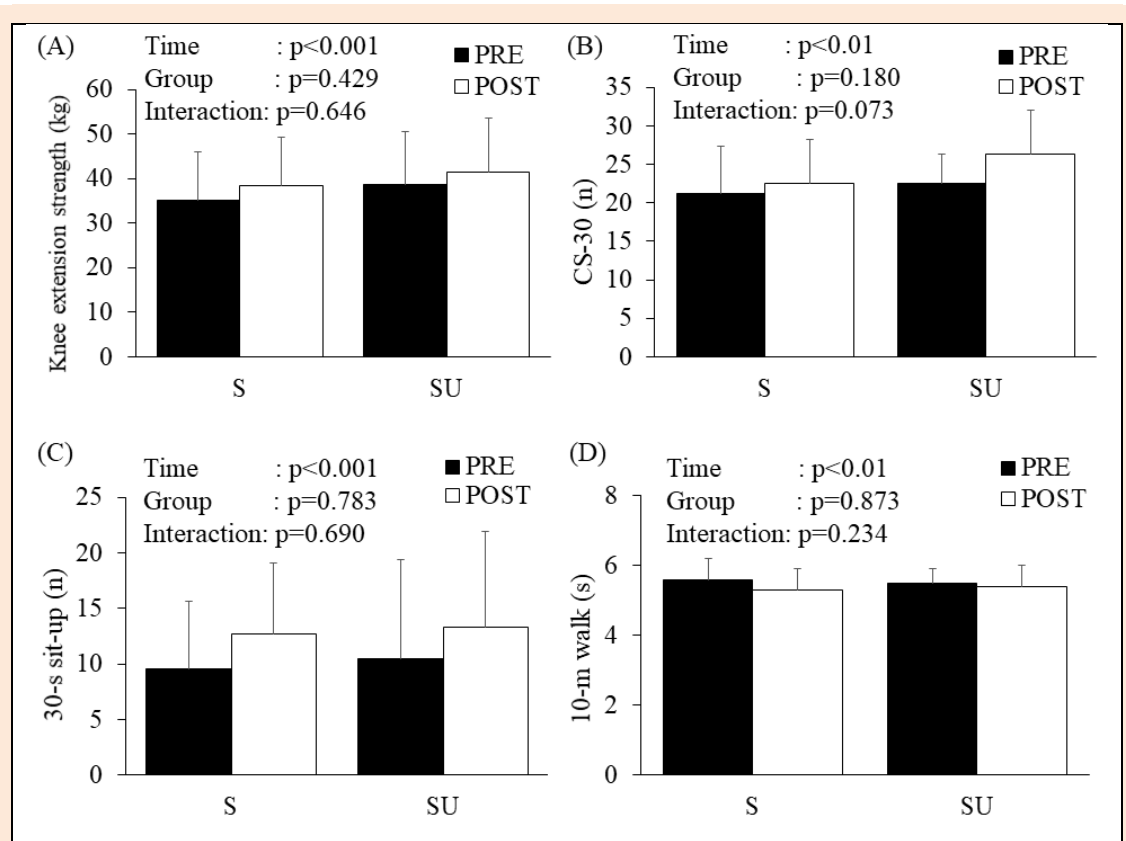 (A)
Time : p<0.001
Group : p=0.429
Interaction: p=0.646
■ PRE
□ POST
Knee extension strength (kg)
60
50
40
30
20
10
0
S SU
(B)
Time : p<0.01
Group : p=0.180
Interaction: p=0.073
■ PRE
□ POST
CS-30 (n)
35
30
25
20
15
10
5
0
S SU
(C)
Time : p<0.001
Group : p=0.783
Interaction: p=0.690
■ PRE
□ POST
30-s sit-up (n)
25
20
15
10
5
0
S SU
(D)
Time : p<0.01
Group : p=0.873
Interaction: p=0.234
■ PRE
□ POST
10-m walk (s)
8
6
4
2
0
S SU